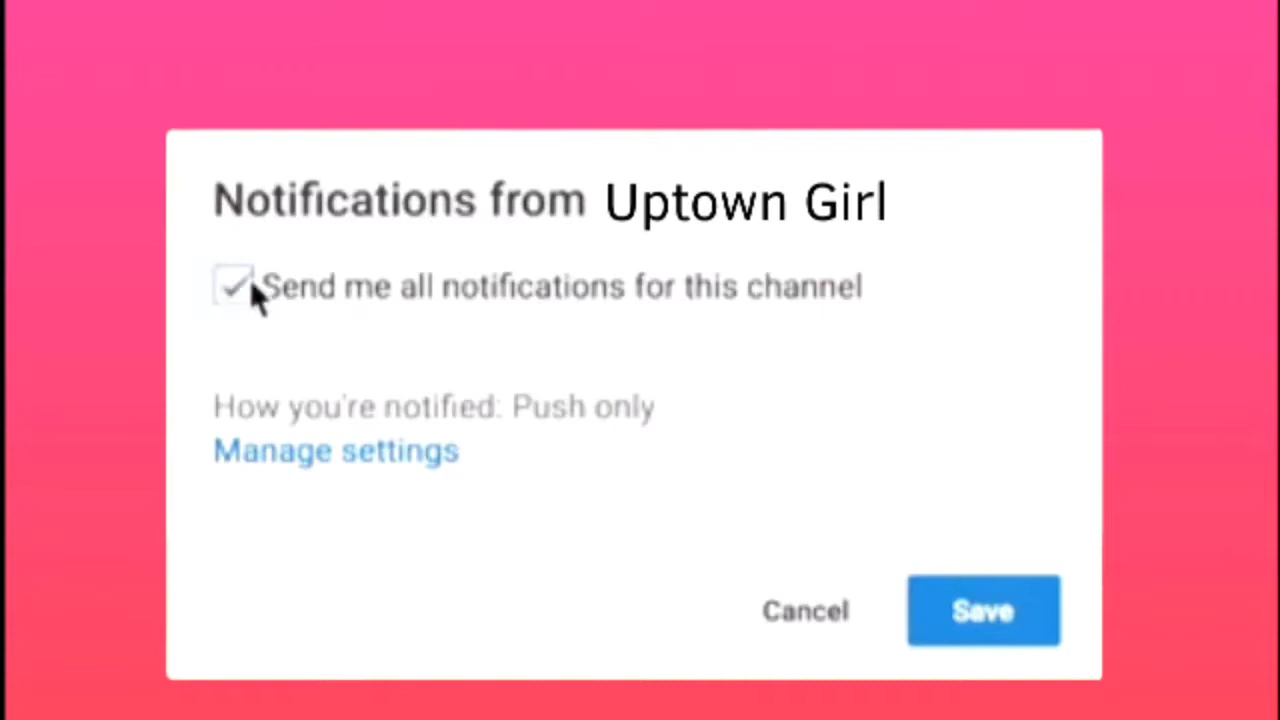 Notifications from Uptown Girl
Send me all notifications for this channel
How you're notified: Push only
Manage settings
Cancel Save